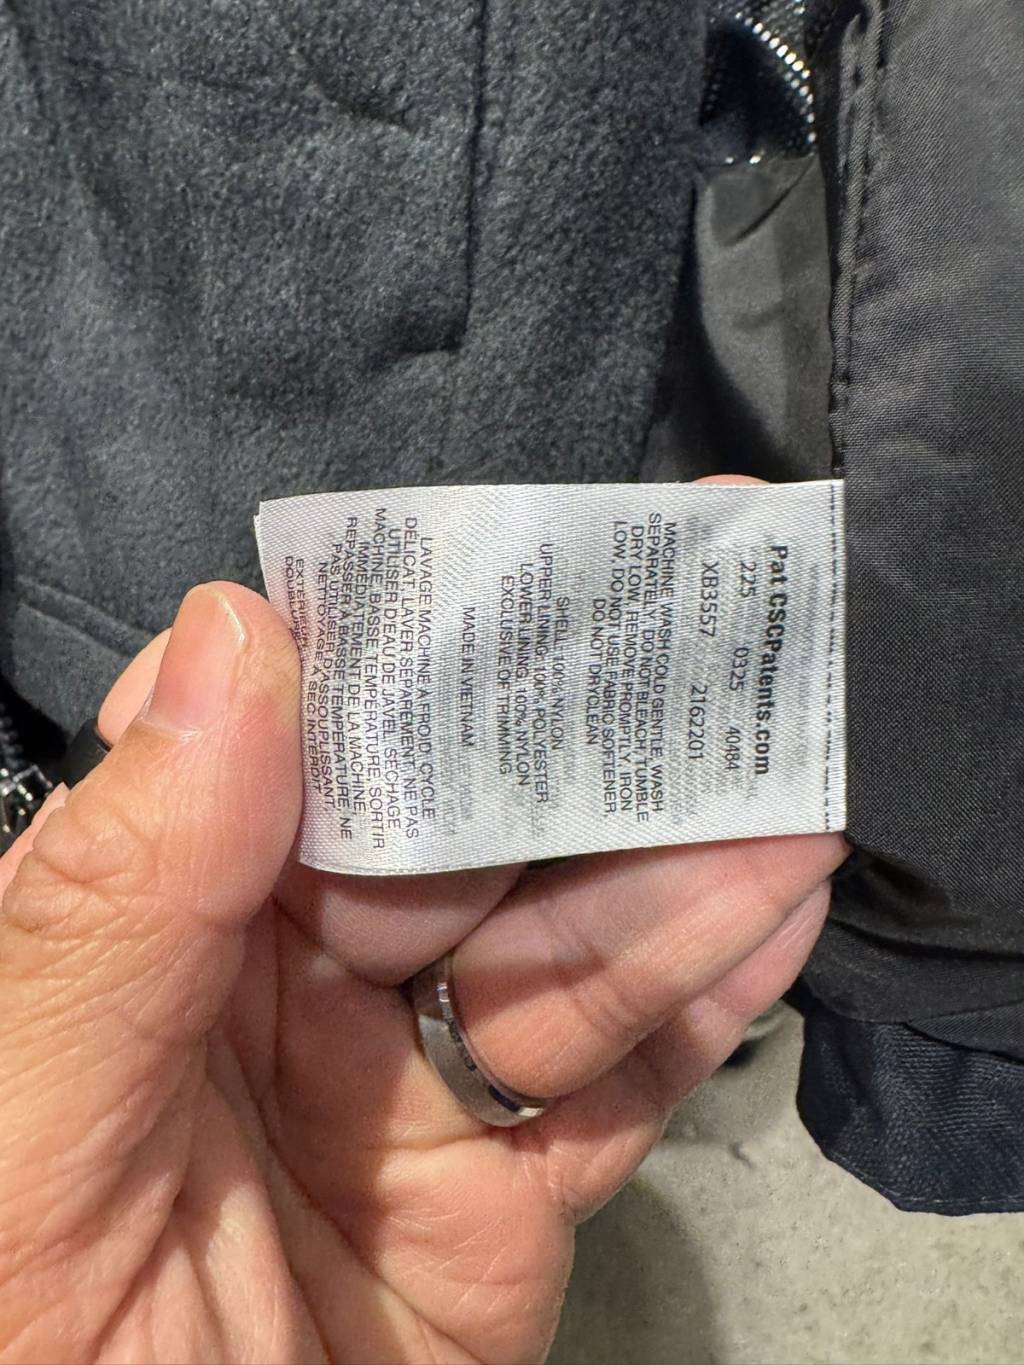 Pat CSCPatents.com
225 0325 40484
XB3557 2162201
MACHINE WASH COLD GENTLE WASH
SEPARATELY. DO NOT BLEACH. TUMBLE
DRY LOW. REMOVE PROMPTLY. IRON
LOW. DO NOT USE FABRIC SOFTENER.
DO NOT DRYCLEAN
SHELL: 100% NYLON
UPPER LINING: 100% POLYESTER
LOWER LINING: 100% NYLON
EXCLUSIVE OF TRIMMING
MADE IN VIETNAM
LAVAGE MACHINE A FROID, CYCLE
DELICAT. LAVER SEPAREMENT. NE PAS
UTILISER D'EAU DE JAVEL. SECHAGE
MACHINE BASSE TEMPERATURE. SORTIR
IMMEDIATEMENT DE LA MACHINE.
REPASSER A BASSE TEMPERATURE. NE
PAS UTILISER D'ASSOUPLISSANT.
NETTOYAGE A SEC INTERDIT
EXTERIEUR:
DOUBLURE